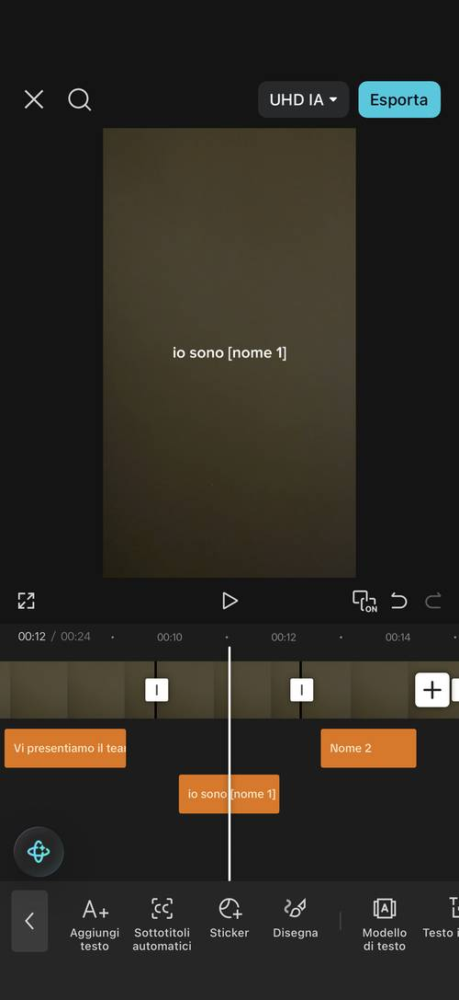 UHD IA
Esporta
io sono [nome 1]
ON
00:12 / 00:24
00:10
00:12
00:14
Vi presentiamo il tea
Nome 2
io sono [nome 1]
A+
CC
A
Aggiungi
testo
Sottotitoli
automatici
Sticker
Disegna
Modello
di testo
Testo i